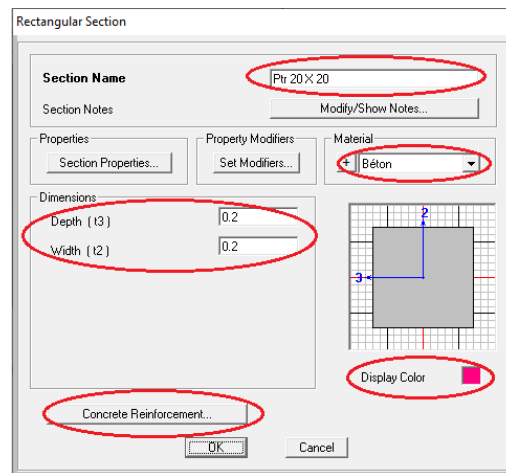 Rectangular Section
Section Name
Ptr 20 X 20
Section Notes
Modify/Show Notes...
Properties
Section Properties...
Property Modifiers
Set Modifiers...
Material
+
Béton
Dimensions
Depth ( t3 )
0.2
Width ( t2 )
0.2
2
3
Display Color
Concrete Reinforcement...
OK
Cancel